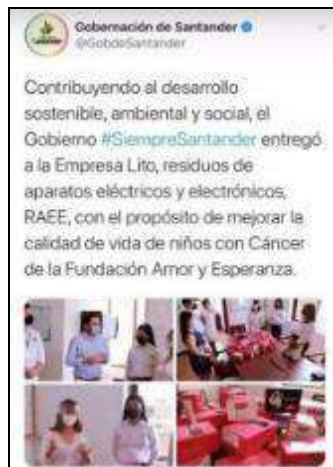 Gobernación de Santander
@GobdeSantander
Contribuyendo al desarrollo
sostenible, ambiental y social, el
Gobierno #SiempreSantander entregó
a la Empresa Lito, residuos de
aparatos eléctricos y electrónicos,
RAEE, con el propósito de mejorar la
calidad de vida de niños con Cáncer
de la Fundación Amor y Esperanza.